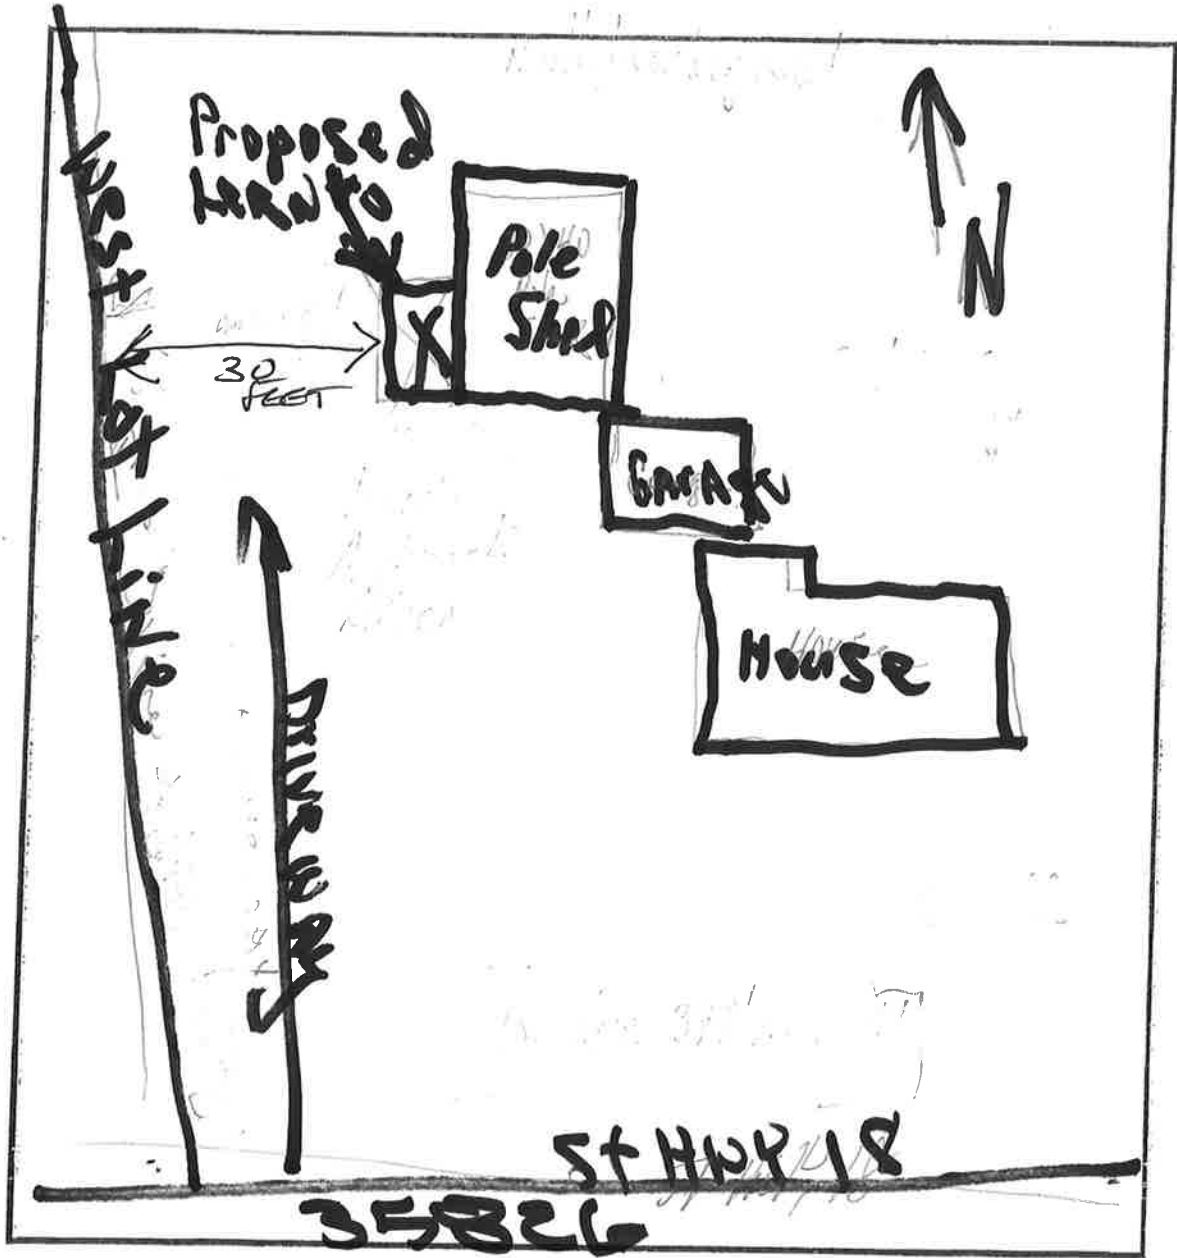 Proposed
LEAN to
Pole
Shed
N
West Lot Line
X
30
FEET
GARAGE
House
DRIVEWAY
St HWY 18
35826